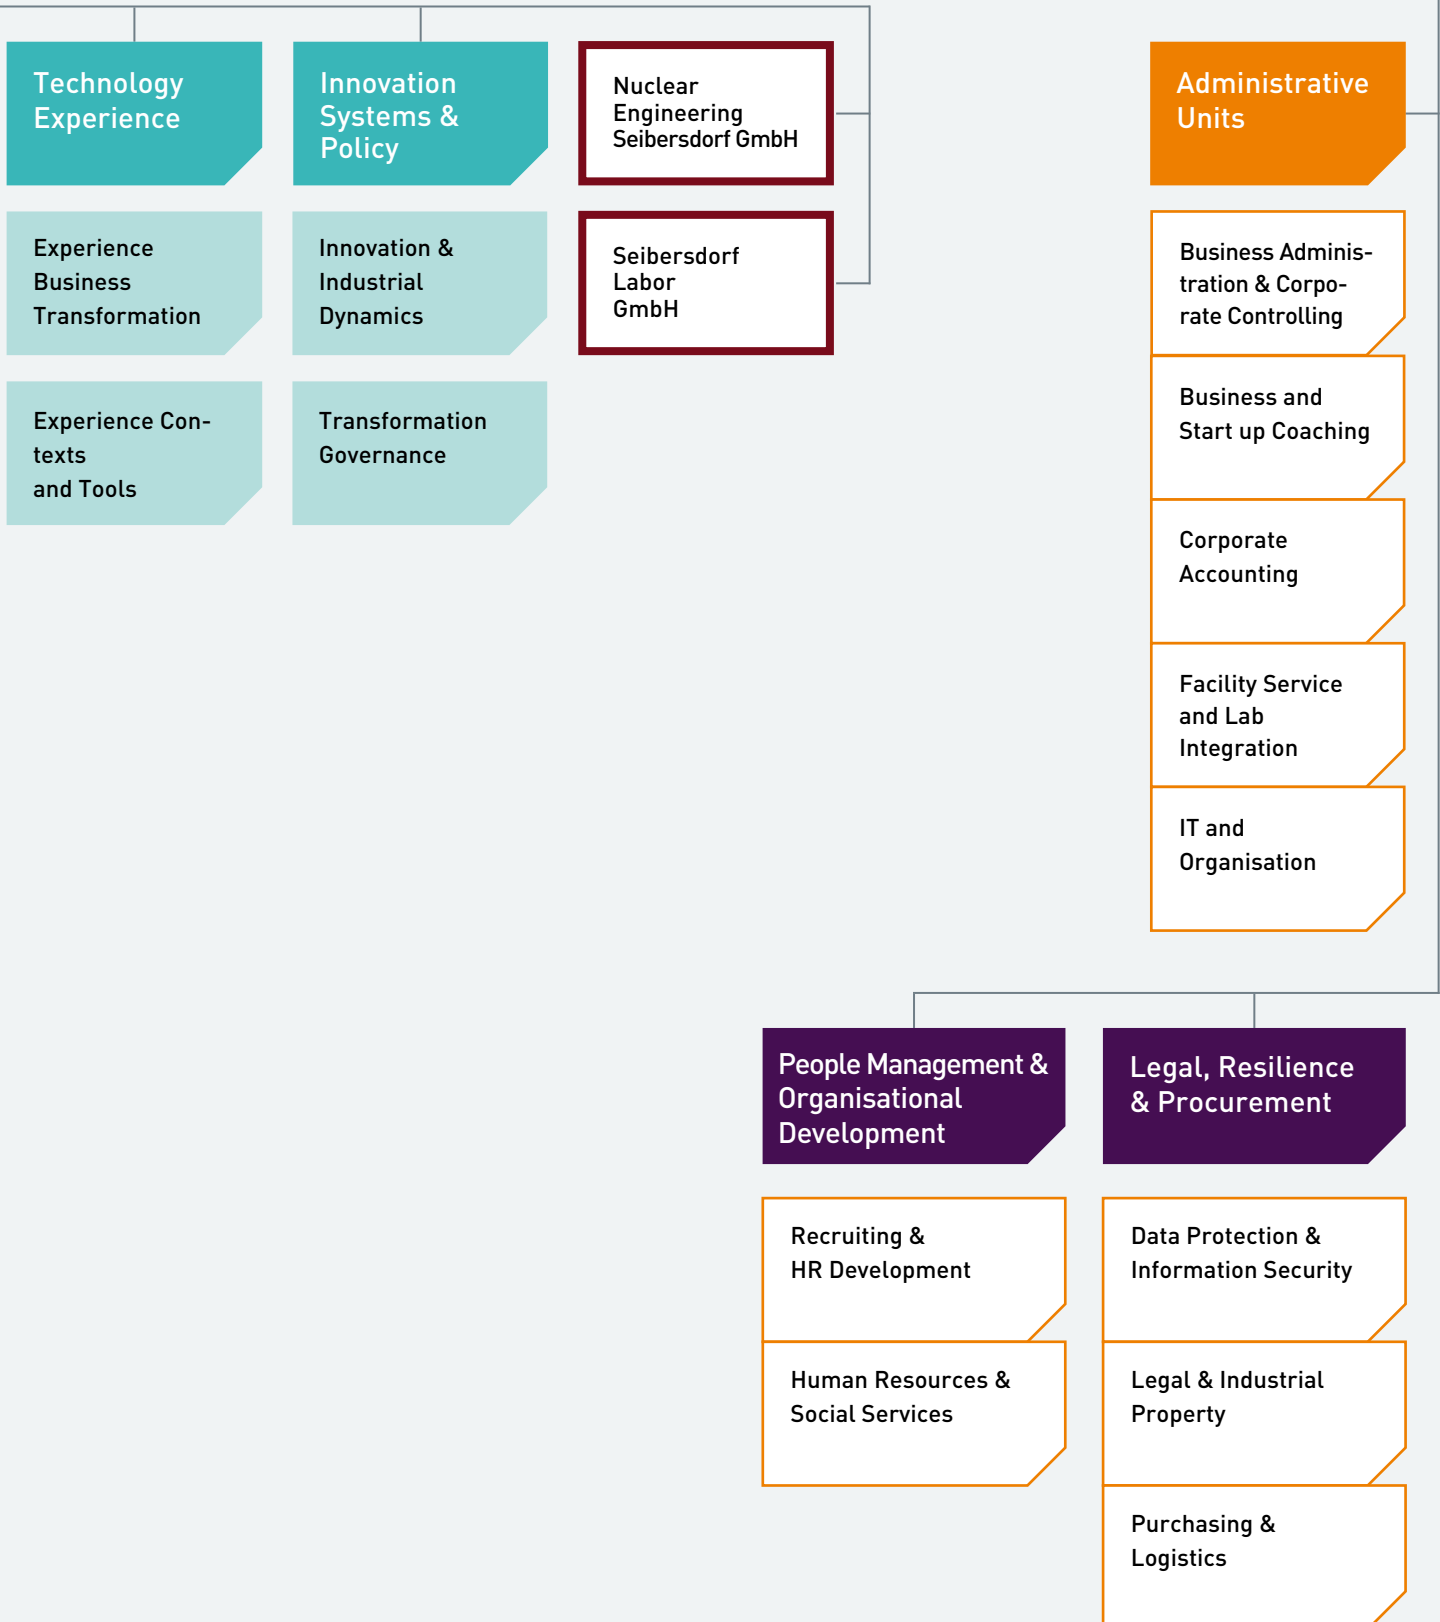 Technology
Experience
Experience
Business
Transformation
Experience Con-
texts
and Tools
Innovation
Systems &
Policy
Innovation &
Industrial
Dynamics
Transformation
Governance
Nuclear
Engineering
Seibersdorf GmbH
Seibersdorf
Labor
GmbH
Administrative
Units
Business Adminis-
tration & Corpo-
rate Controlling
Business and
Start up Coaching
Corporate
Accounting
Facility Service
and Lab
Integration
IT and
Organisation
People Management &
Organisational
Development
Recruiting &
HR Development
Human Resources &
Social Services
Legal, Resilience
& Procurement
Data Protection &
Information Security
Legal & Industrial
Property
Purchasing &
Logistics